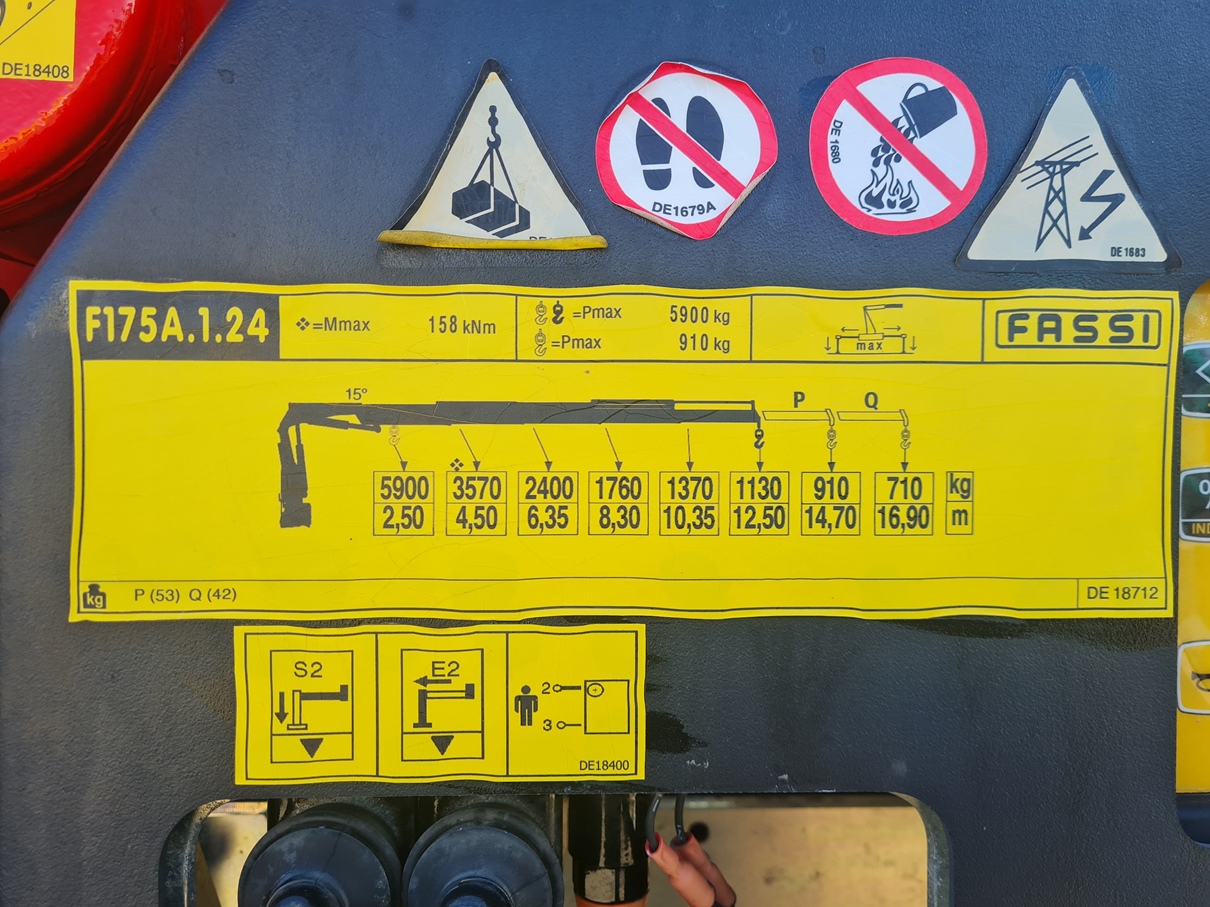 DE18408
DE1679A
DE 1680
DE 1683
F175A.1.24
=Mmax 158 kNm
=Pmax 5900 kg
=Pmax 910 kg
max
FASSI
15°
P Q
5900 3570 2400 1760 1370 1130 910 710 kg
2,50 4,50 6,35 8,30 10,35 12,50 14,70 16,90 m
kg P (53) Q (42)
DE 18712
S2
E2
2
3
DE18400